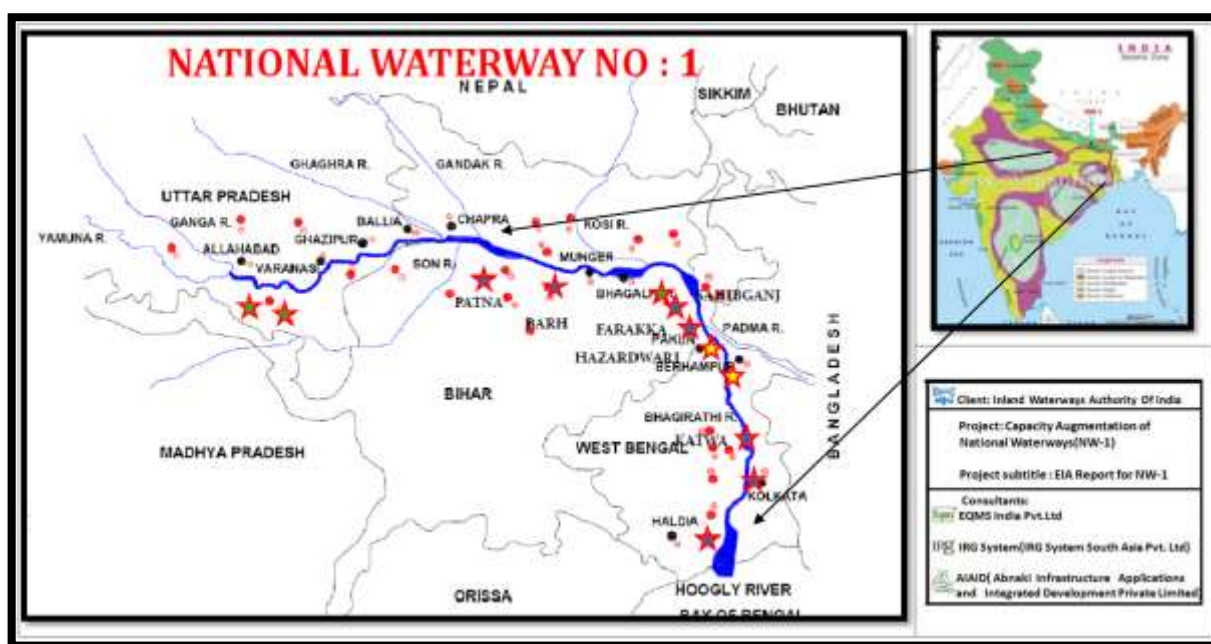 NATIONAL WATERWAY NO : 1
NEPAL
SIKKIM
BHUTAN
GHAGHRA R.
GANDAK R.
UTTAR PRADESH
GANGA R.
BALLIA
CHAPRA
KOSI R.
YAMUNA R.
ALLAHABAD
GHAZIPUR
VARANASI
SON R.
MUNGER
PATNA
BHAGAL
SAHIBGANJ
BARH
FARAKKA
PADMA R.
PAKUR
HAZARDWARI
BERHAMPUR
BANGLADESH
BIHAR
BHAGIRATHI R.
KATWA
WEST BENGAL
MADHYA PRADESH
KOLKATA
HALDIA
ORISSA
HOOGLY RIVER
BAY OF BENGAL
INDIA
Client: Inland Waterways Authority Of India
Project: Capacity Augmentation of
National Waterways(NW-1)
Project subtitle : EIA Report for NW-1
Consultants:
EQMS India Pvt.Ltd
IRG IRG System(IRG System South Asia Pvt. Ltd)
AIAID( Abnaki Infrastructure Applications
and Integrated Development Private Limited)